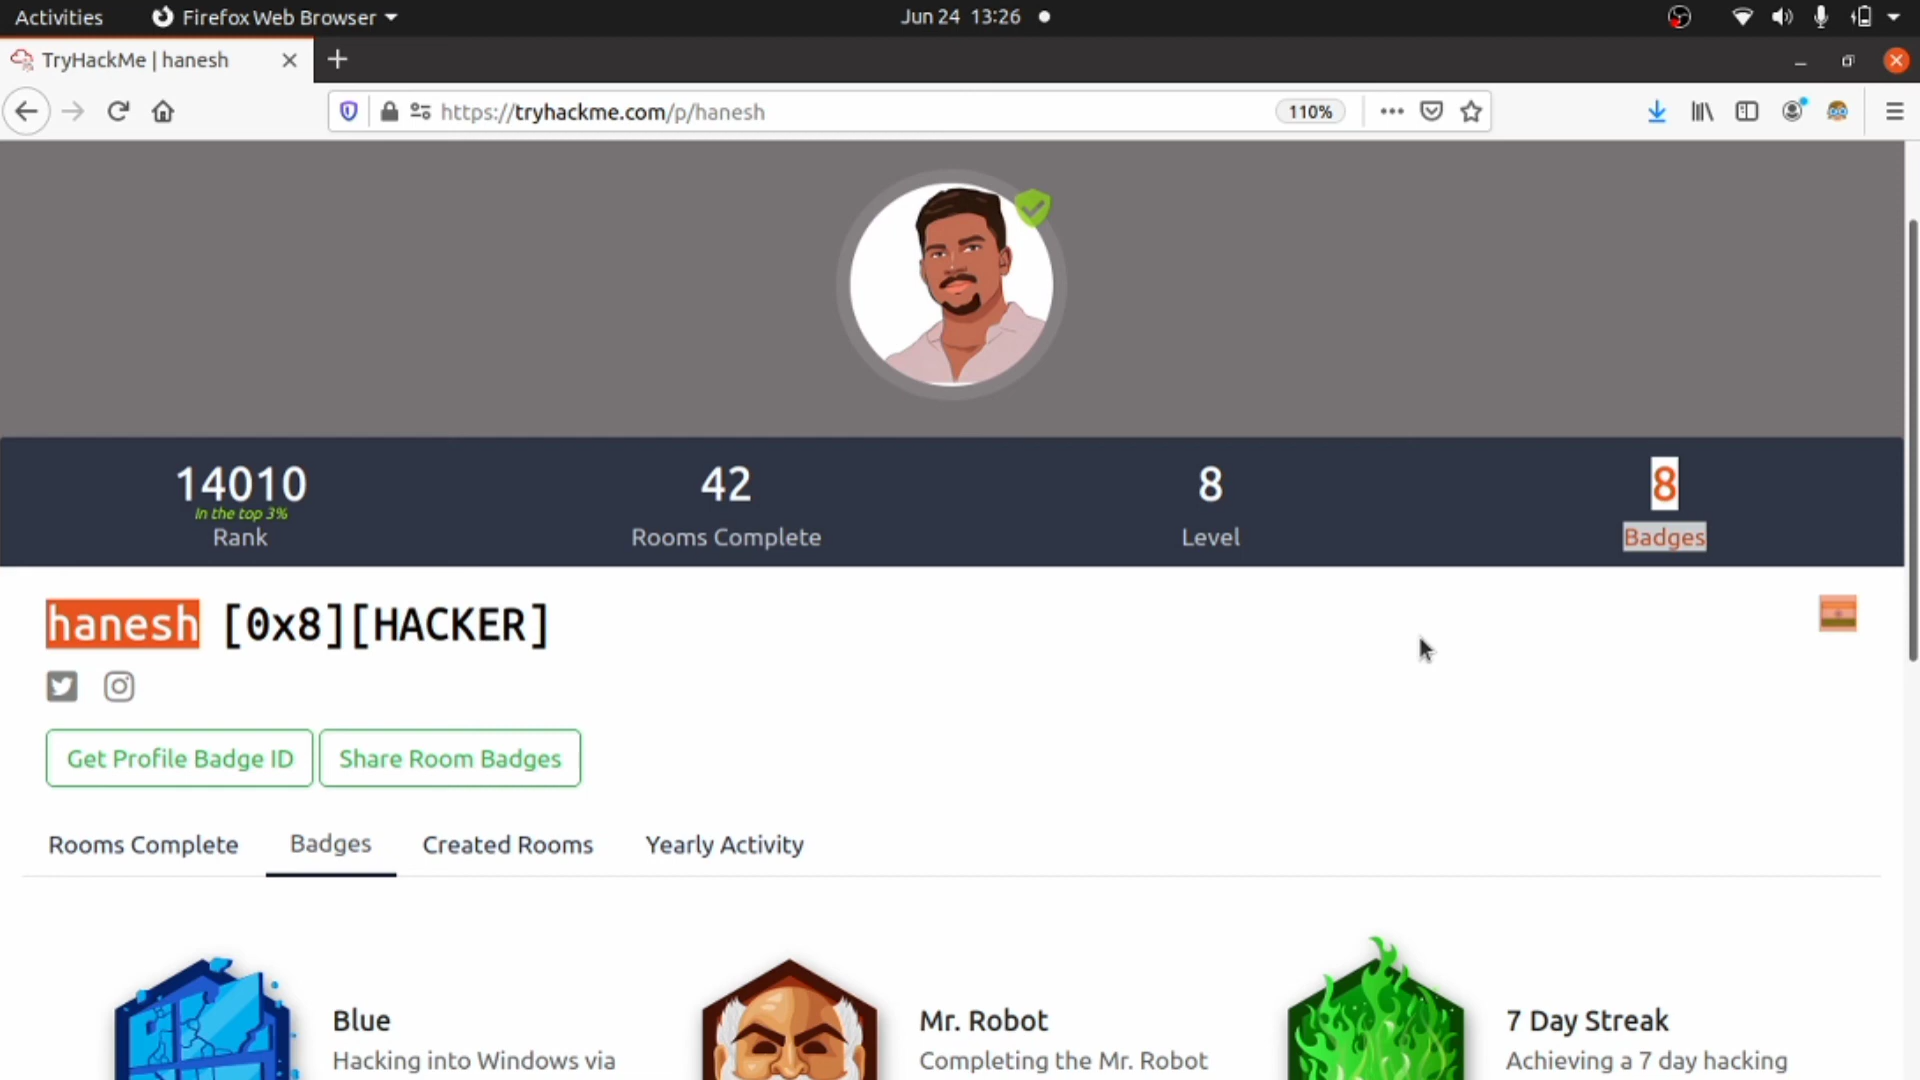 Activities Firefox Web Browser Jun 24 13:26
TryHackMe | hanesh
https://tryhackme.com/p/hanesh 110%
14010 42 8 8
In the top 3%
Rank Rooms Complete Level Badges
hanesh [0x8][HACKER]
Get Profile Badge ID Share Room Badges
Rooms Complete Badges Created Rooms Yearly Activity
Blue Mr. Robot 7 Day Streak
Hacking into Windows via Completing the Mr. Robot Achieving a 7 day hacking